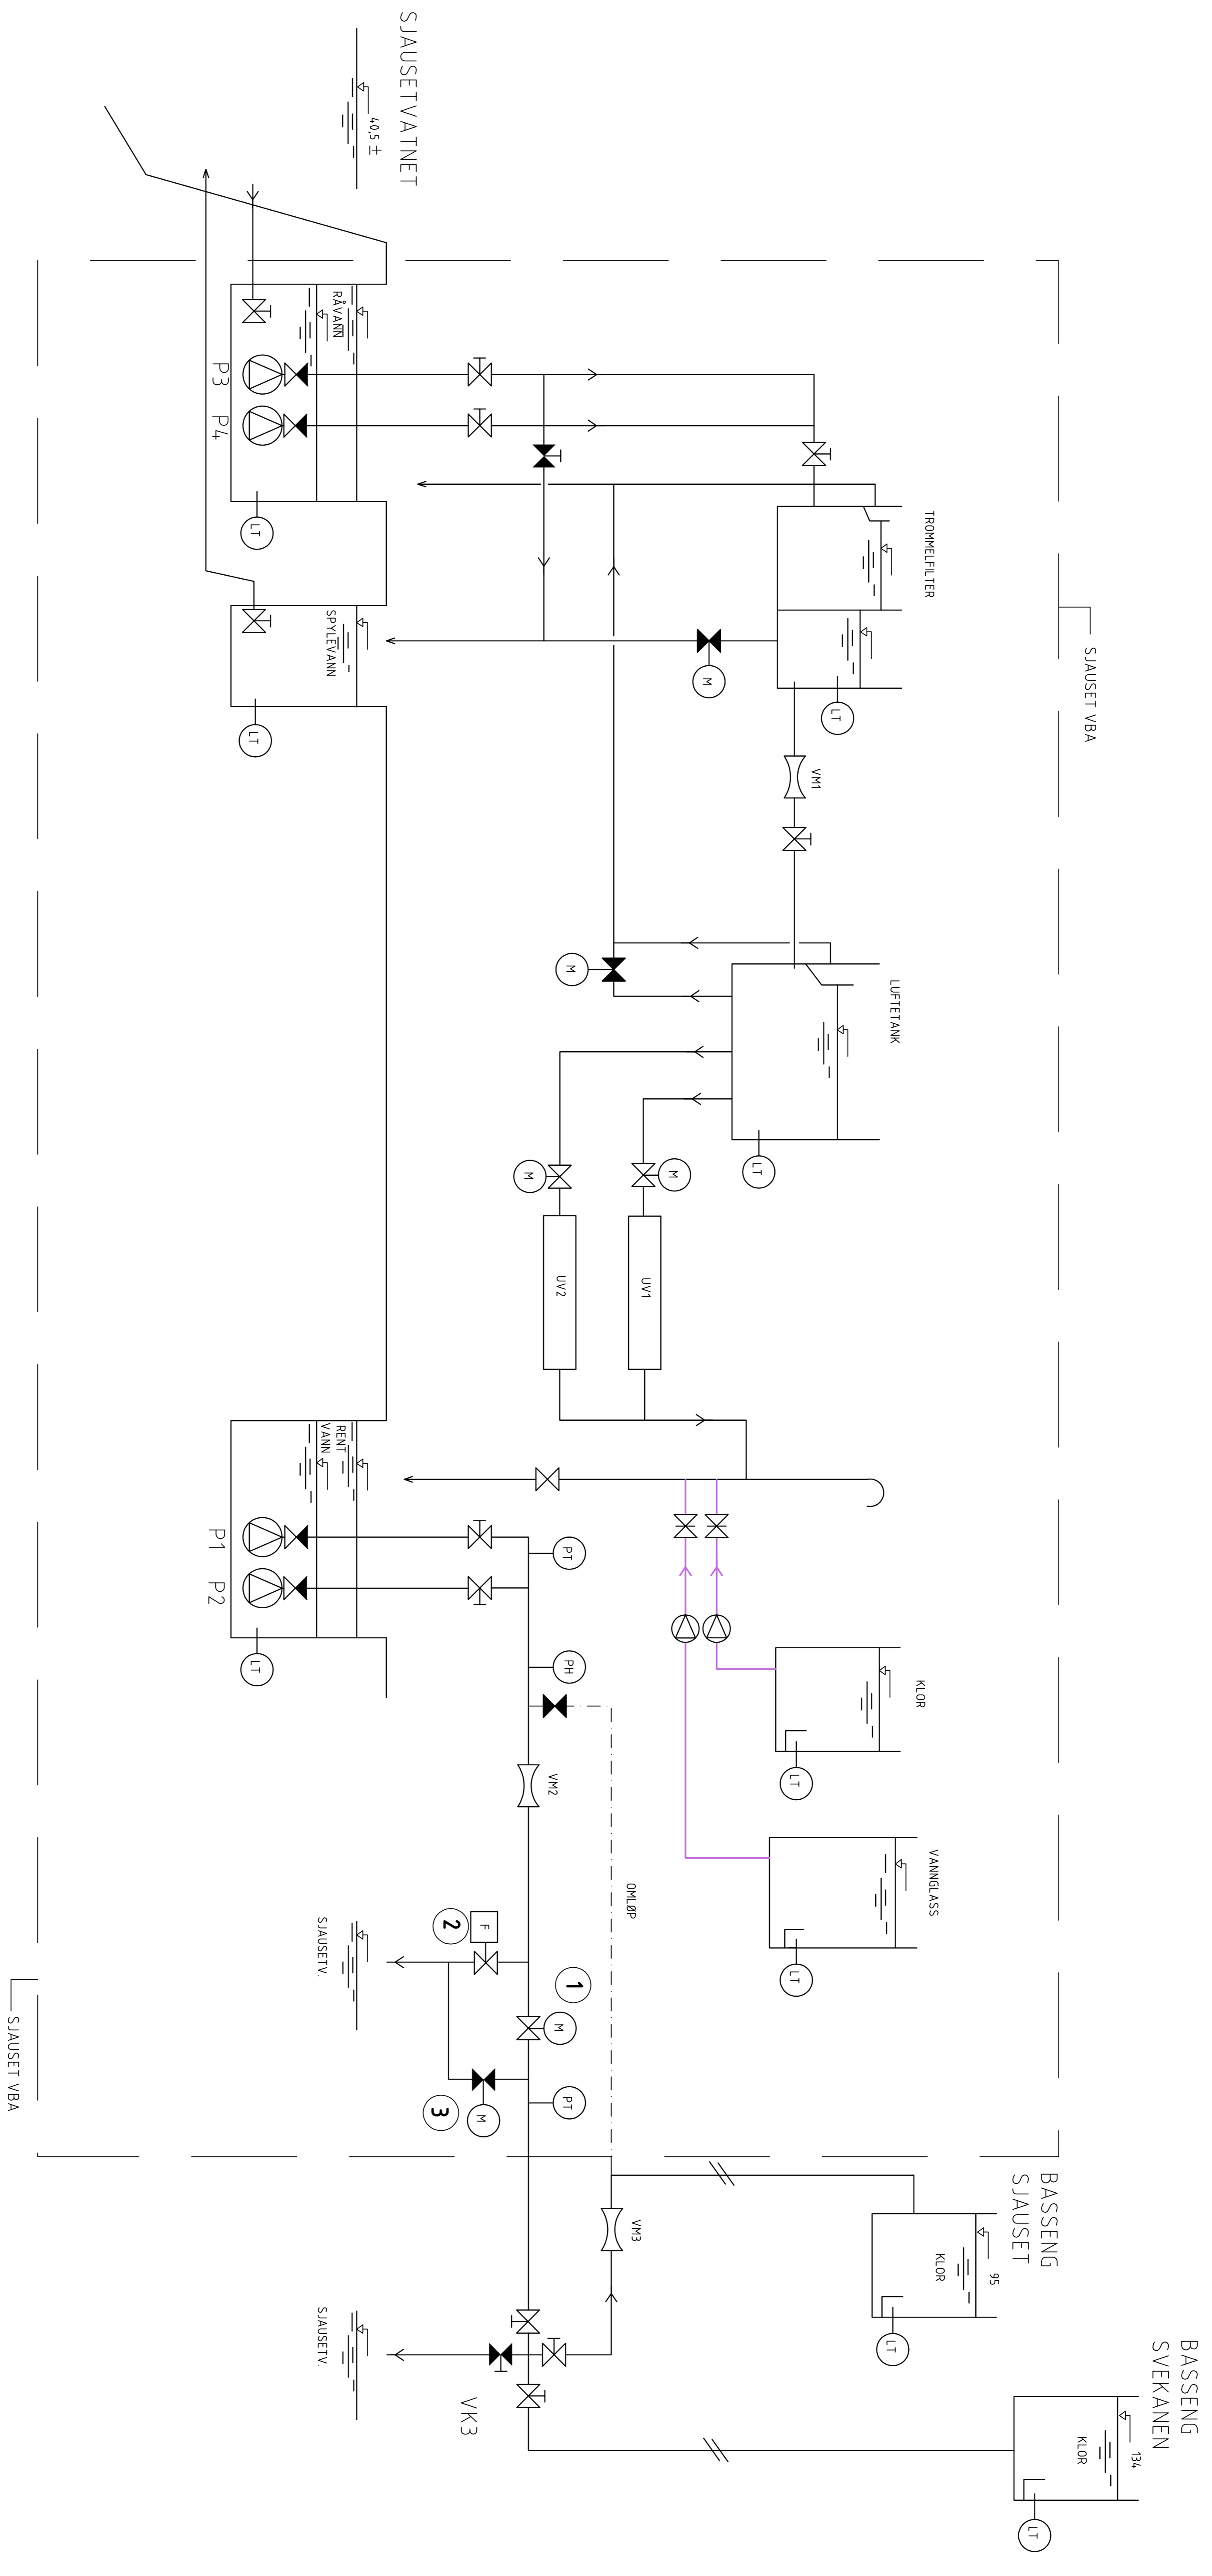 SJAUSETVATNET
40,5 ±
RÅVANN
P3
P4
LT
SPYLEVANN
LT
TROMMELFILTER
M
LT
SJAUSET VBA
VM1
LUFTETANK
M
LT
M
M
UV2
UV1
RENT
VANN
P1
P2
LT
PT
PH
KLOR
LT
VM2
VANNGLASS
LT
OMLØP
F
2
1
M
SJAUSETV.
3
M
PT
SJAUSET VBA
BASSENG
SJAUSET
95
KLOR
LT
VM3
SJAUSETV.
VK3
BASSENG
SVEKANEN
134
KLOR
LT